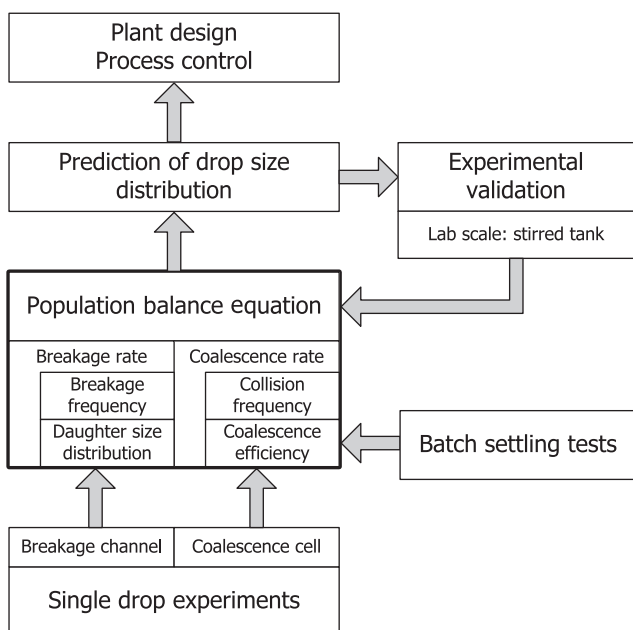 Plant design
Process control
Prediction of drop size
distribution
Experimental
validation
Lab scale: stirred tank
Population balance equation
Breakage rate
Breakage
frequency
Daughter size
distribution
Coalescence rate
Collision
frequency
Coalescence
efficiency
Batch settling tests
Breakage channel
Coalescence cell
Single drop experiments